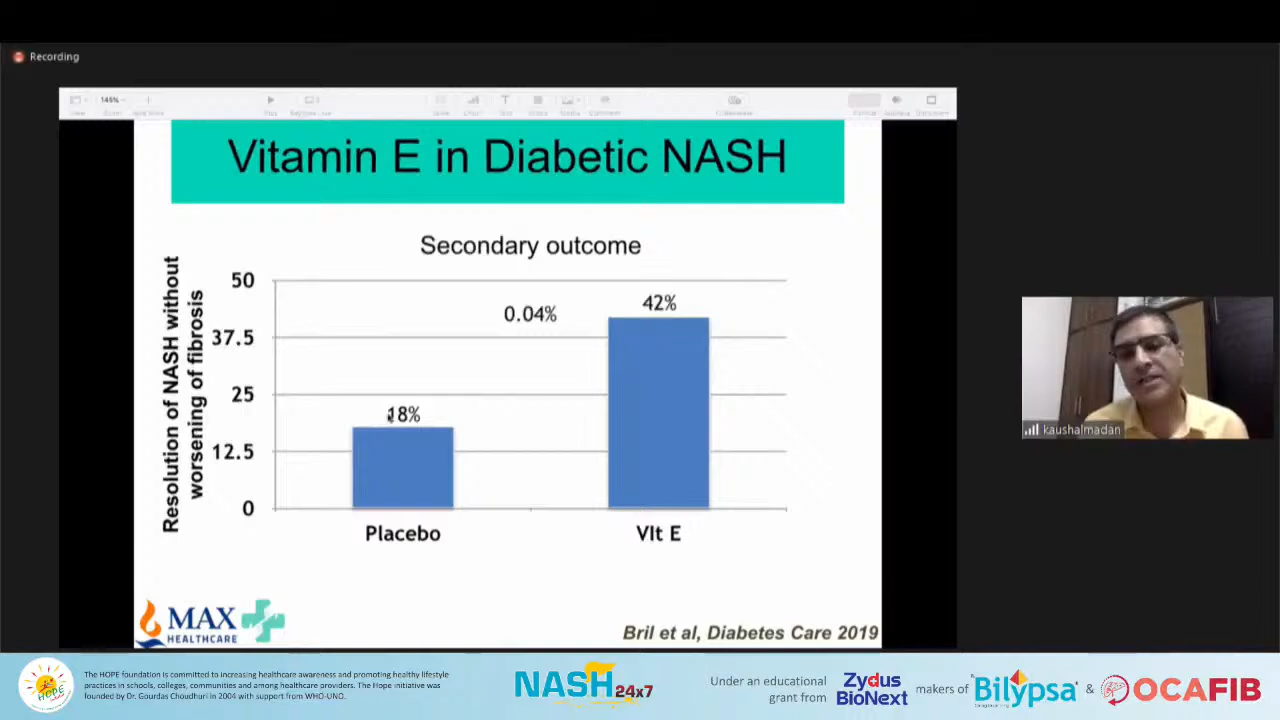 Recording
146%
Vitamin E in Diabetic NASH
Secondary outcome
Resolution of NASH without
worsening of fibrosis
50
37.5
25
12.5
0
18%
0.04%
42%
Placebo
VIt E
MAX
HEALTHCARE
Bril et al, Diabetes Care 2019
kaushalmadan
HOPE
The HOPE foundation is committed to increasing healthcare awareness and promoting healthy lifestyle
practices in schools, colleges, communities and among healthcare providers. The Hope initiative was
founded by Dr. Gourdas Choudhuri in 2004 with support from WHO-UNO.
NASH 24x7
Under an educational
grant from
Zydus
BioNext
makers of
Bilypsa
&
OCAFIB